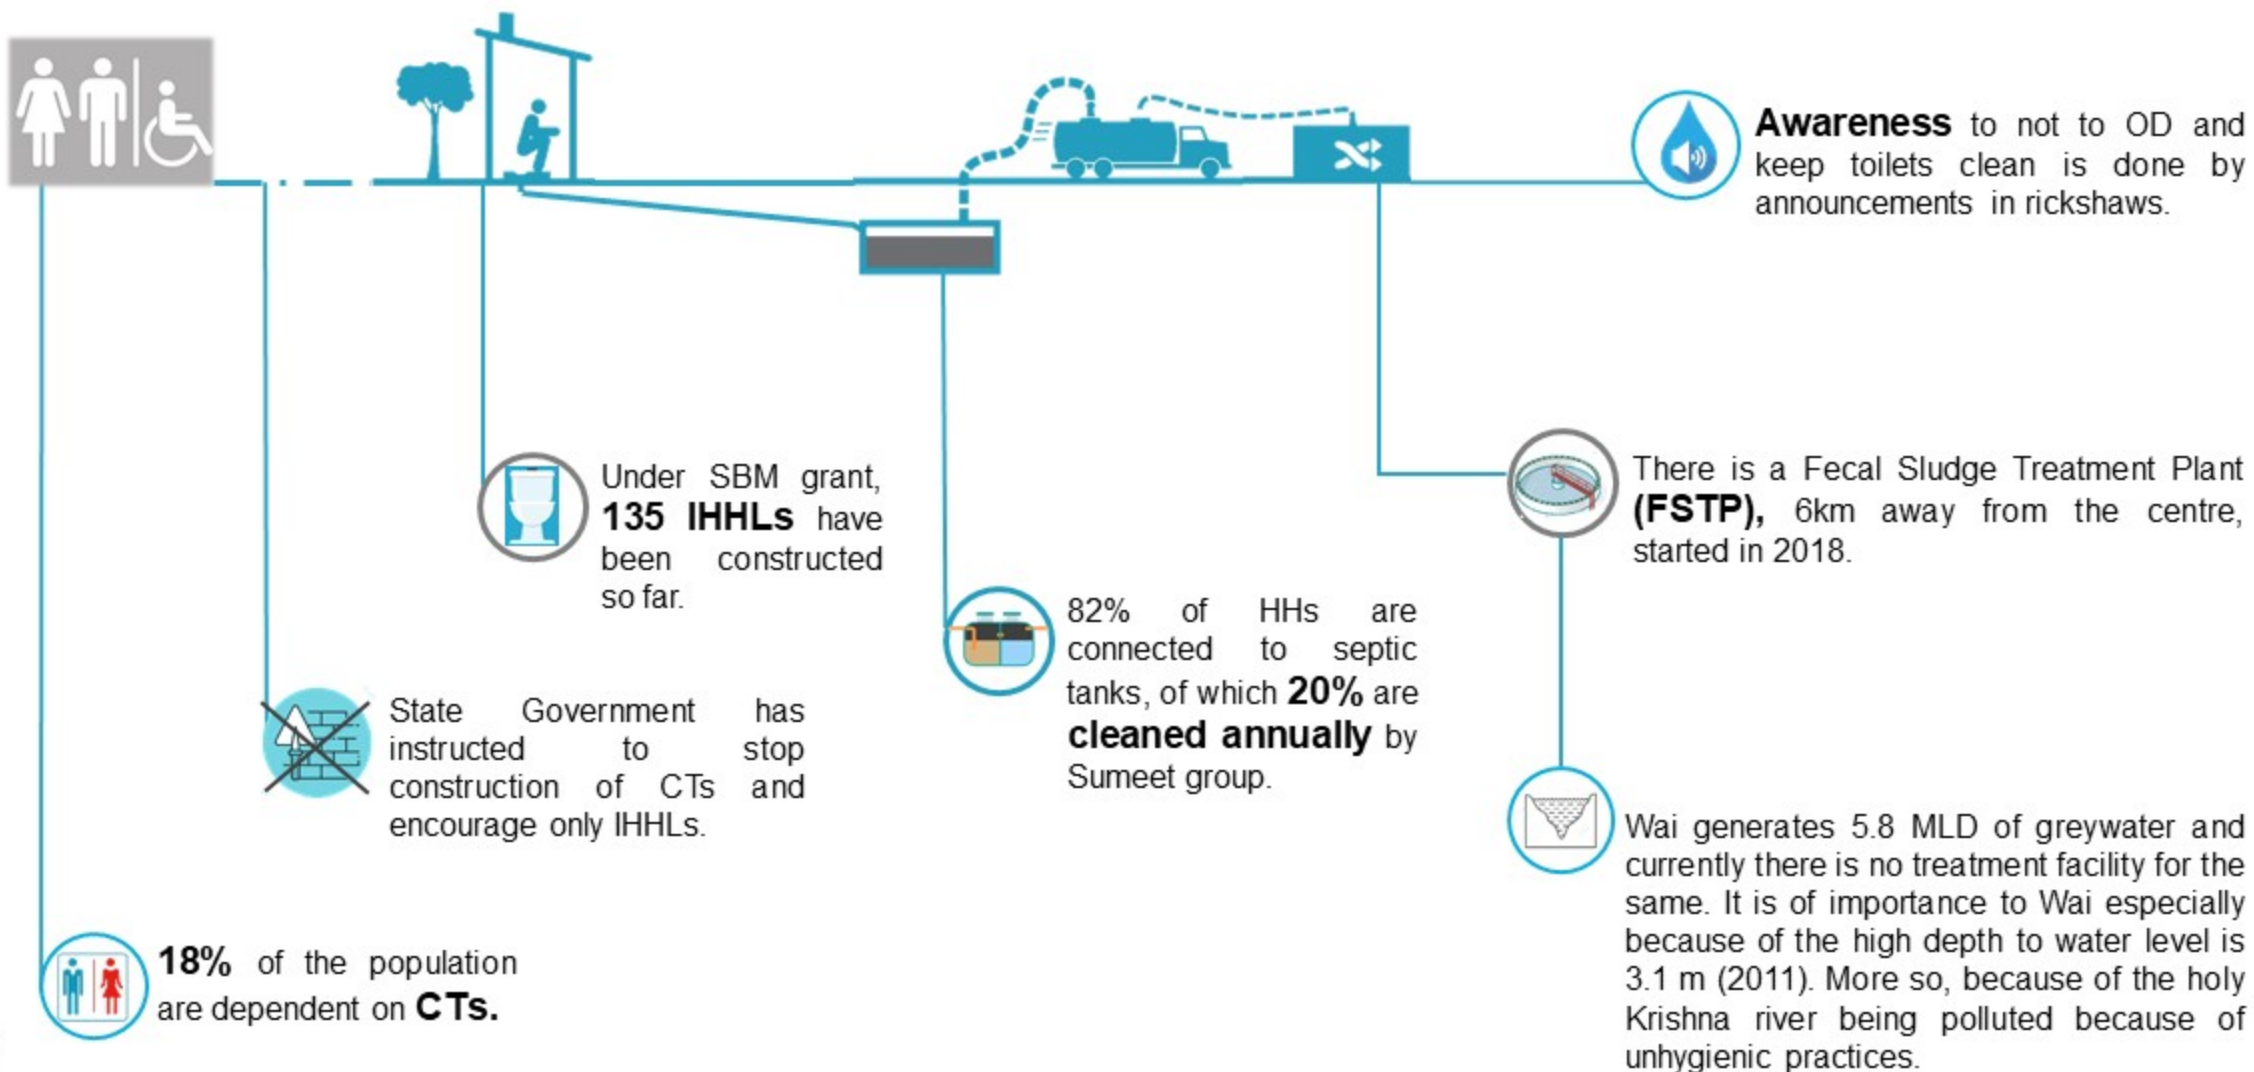 Awareness to not to OD and
keep toilets clean is done by
announcements in rickshaws.
Under SBM grant,
135 IHHLs have
been constructed
so far.
There is a Fecal Sludge Treatment Plant
(FSTP), 6km away from the centre,
started in 2018.
82% of HHs are
connected to septic
tanks, of which 20% are
cleaned annually by
Sumeet group.
State Government has
instructed to stop
construction of CTs and
encourage only IHHLs.
Wai generates 5.8 MLD of greywater and
currently there is no treatment facility for the
same. It is of importance to Wai especially
because of the high depth to water level is
3.1 m (2011). More so, because of the holy
Krishna river being polluted because of
unhygienic practices.
18% of the population
are dependent on CTs.